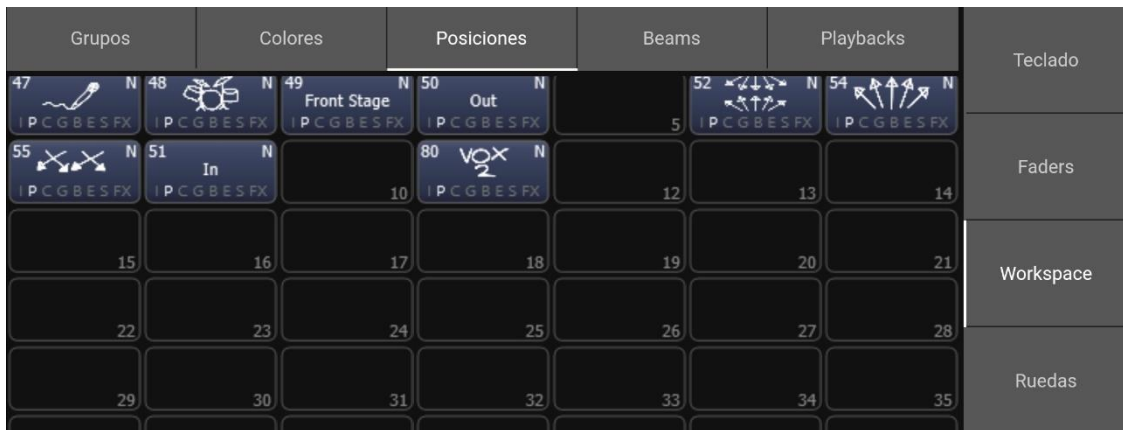 Grupos Colores Posiciones Beams Playbacks
Teclado
47 N 48 N 49 N 50 N 52 N 54 N
Front Stage Out
I P C G B E S FX I P C G B E S FX I P C G B E S FX I P C G B E S FX 5 I P C G B E S FX I P C G B E S FX
55 N 51 N 80 N
In VOX
2
Faders
I P C G B E S FX I P C G B E S FX 10 I P C G B E S FX 12 13 14
15 16 17 18 19 20 21
Workspace
22 23 24 25 26 27 28
29 30 31 32 33 34 35
Ruedas